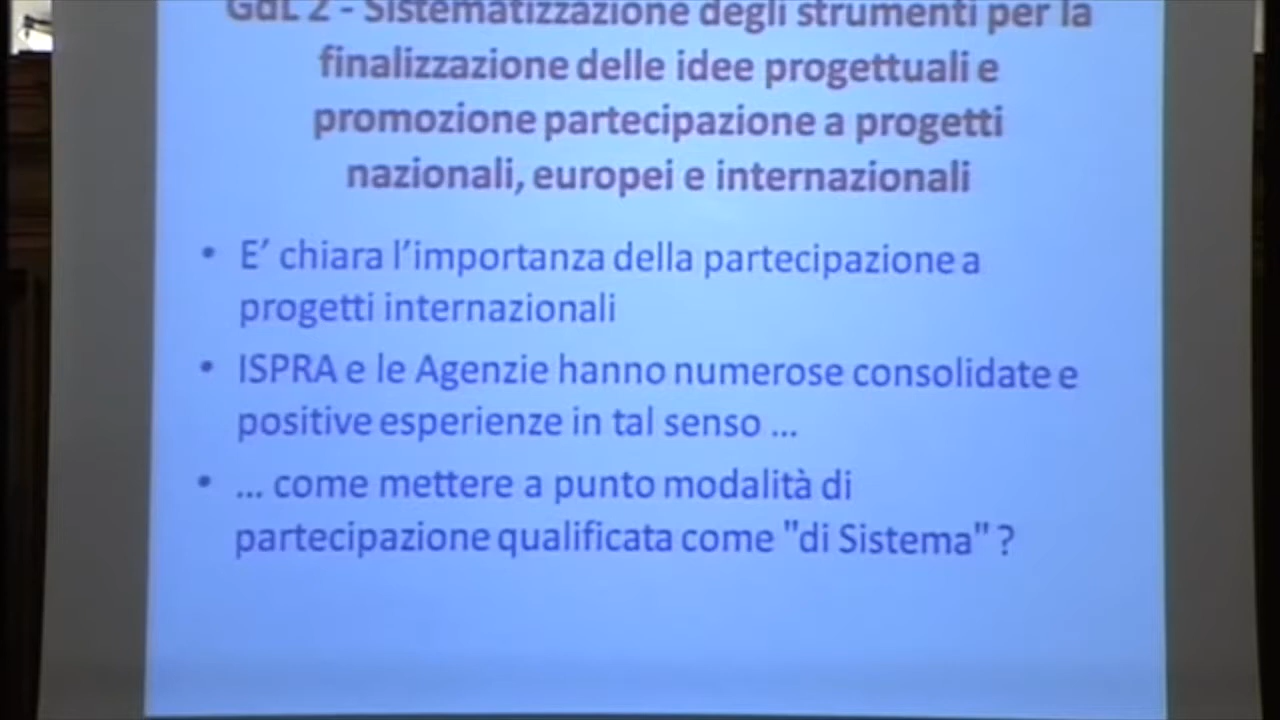 GdL 2 - Sistematizzazione degli strumenti per la
finalizzazione delle idee progettuali e
promozione partecipazione a progetti
nazionali, europei e internazionali
• E' chiara l'importanza della partecipazione a
progetti internazionali
• ISPRA e le Agenzie hanno numerose consolidate e
positive esperienze in tal senso ...
• ... come mettere a punto modalità di
partecipazione qualificata come "di Sistema" ?